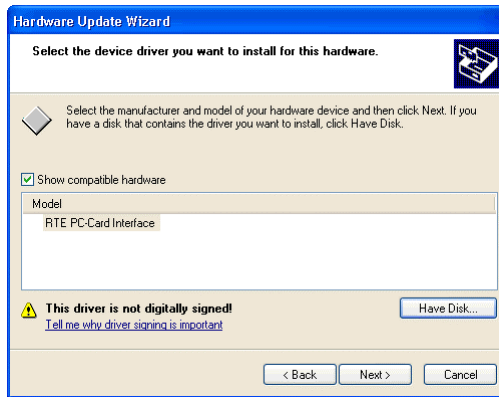 Hardware Update Wizard
Select the device driver you want to install for this hardware.
Select the manufacturer and model of your hardware device and then click Next. If you
have a disk that contains the driver you want to install, click Have Disk.
Show compatible hardware
Model
RTE PC-Card Interface
This driver is not digitally signed!
Have Disk...
Tell me why driver signing is important
< Back
Next >
Cancel